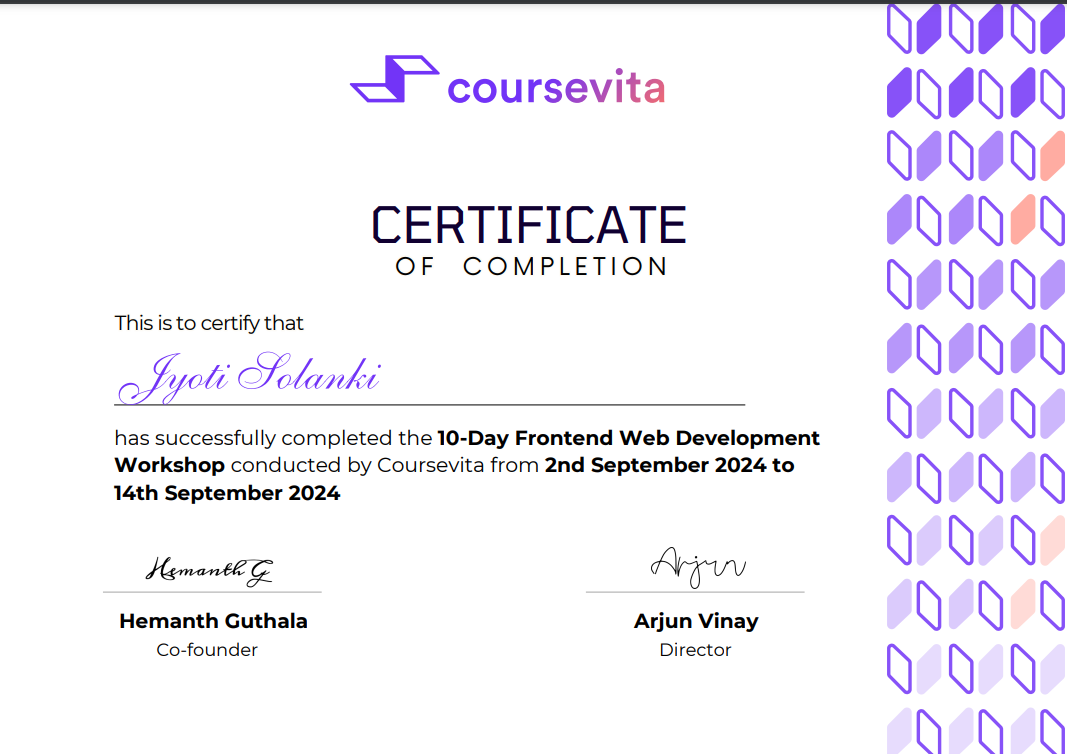 coursevita
CERTIFICATE
OF COMPLETION
This is to certify that
Jyoti Solanki
has successfully completed the 10-Day Frontend Web Development
Workshop conducted by Coursevita from 2nd September 2024 to
14th September 2024
Hemanth G
Arjun
Hemanth Guthala
Arjun Vinay
Co-founder
Director